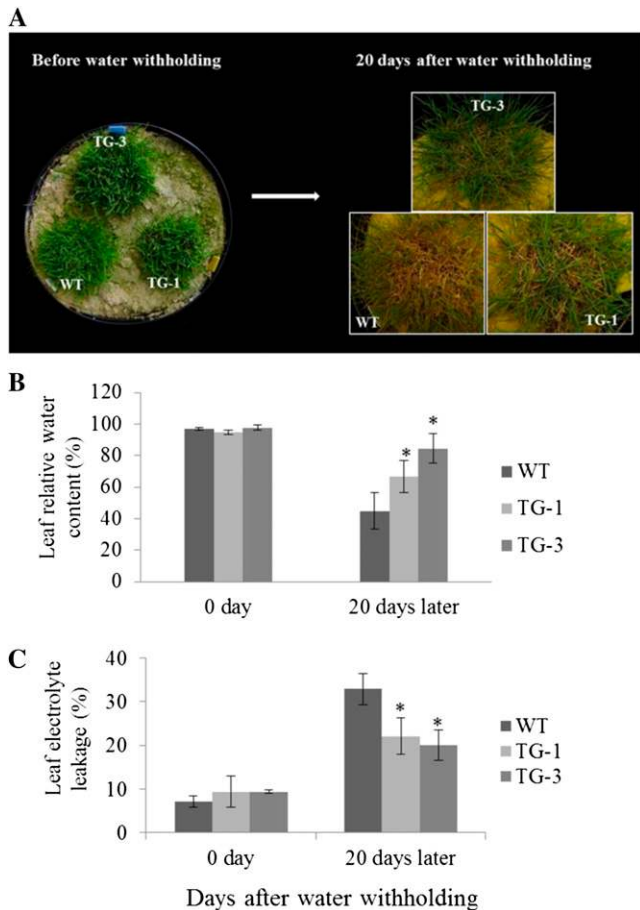 A
Before water withholding
20 days after water withholding
TG-3
WT
TG-1
TG-3
WT
TG-1
B
Leaf relative water
content (%)
120
100
80
60
40
20
0
* *
0 day
20 days later
WT
TG-1
TG-3
C
Leaf electrolyte
leakage (%)
40
30
20
10
0
* *
0 day
20 days later
WT
TG-1
TG-3
Days after water withholding